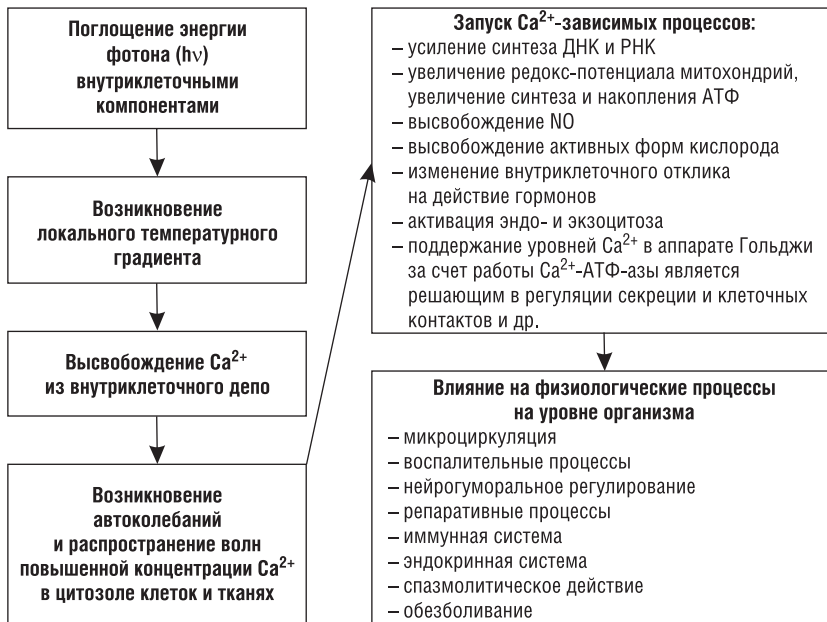 Поглощение энергии
фотона (hν)
внутриклеточными
компонентами
Возникновение
локального температурного
градиента
Высвобождение Ca²⁺
из внутриклеточного депо
Возникновение
автоколебаний
и распространение волн
повышенной концентрации Ca²⁺
в цитозоле клеток и тканях
Запуск Ca²⁺-зависимых процессов:
– усиление синтеза ДНК и РНК
– увеличение редокс-потенциала митохондрий,
увеличение синтеза и накопления АТФ
– высвобождение NO
– высвобождение активных форм кислорода
– изменение внутриклеточного отклика
на действие гормонов
– активация эндо- и экзоцитоза
– поддержание уровней Ca²⁺ в аппарате Гольджи
за счет работы Ca²⁺-АТФ-азы является
решающим в регуляции секреции и клеточных
контактов и др.
Влияние на физиологические процессы
на уровне организма
– микроциркуляция
– воспалительные процессы
– нейрогуморальное регулирование
– репаративные процессы
– иммунная система
– эндокринная система
– спазмолитическое действие
– обезболивание